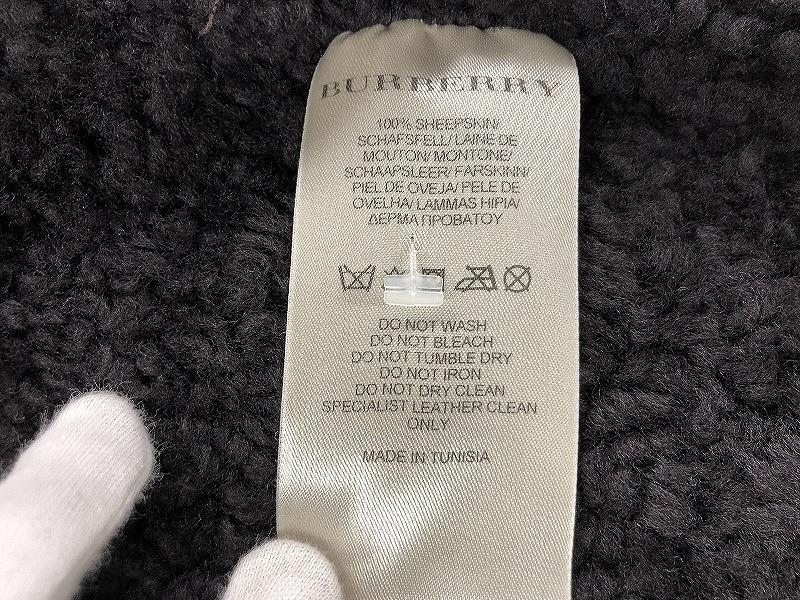 BURBERRY
100% SHEEPSKIN/
SCHAFSFELL/ LAINE DE
MOUTON/ MONTONE/
SCHAAPSLEER/ FARSKINN/
PIEL DE OVEJA/ PELE DE
OVELHA/ LAMMAS HIPIA/
ΔΕΡΜΑ ΠΡΟΒΑΤΟΥ
DO NOT WASH
DO NOT BLEACH
DO NOT TUMBLE DRY
DO NOT IRON
DO NOT DRY CLEAN
SPECIALIST LEATHER CLEAN
ONLY
MADE IN TUNISIA